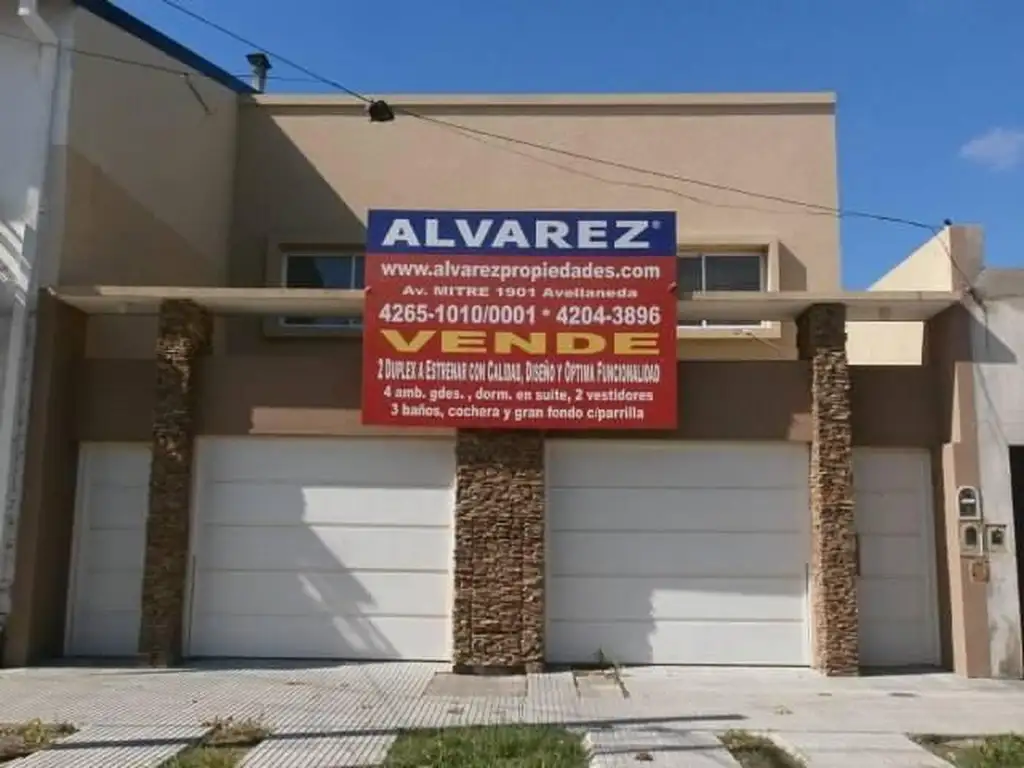 ALVAREZ®
www.alvarezpropiedades.com
Av. MITRE 1901 Avellaneda
4265-1010/0001 * 4204-3896
VENDE
2 DUPLEX A ESTRENAR CON CALIDAD, DISEÑO Y OPTIMA FUNCIONALIDAD
4 amb. gdes. , dorm. en suite, 2 vestidores
3 baños, cochera y gran fondo c/parrilla